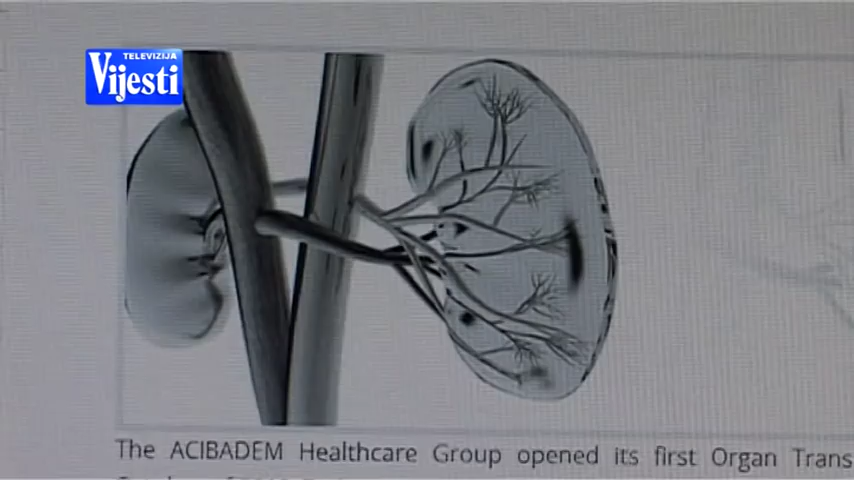 TELEVIZIJA
Vijesti
The ACIBADEM Healthcare Group opened its first Organ Trans